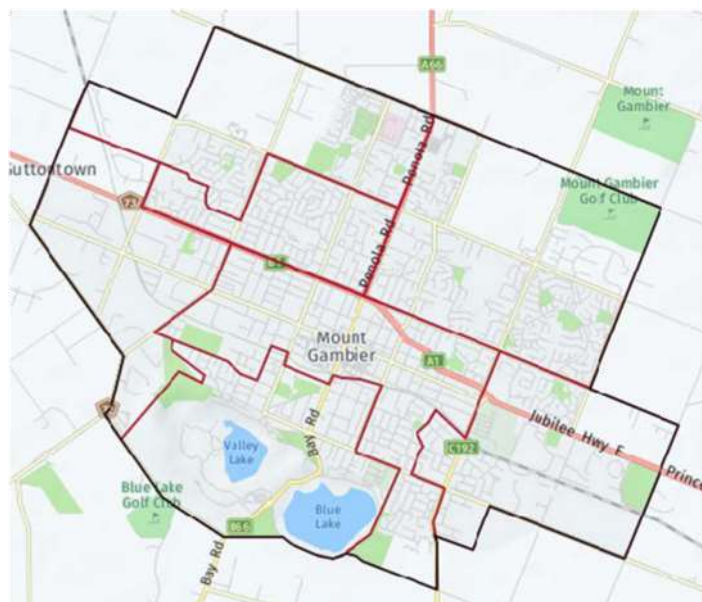 A66
Mount
Gambier
Penola Rd
Suttontown
Mount Gambier
Golf Club
Penola Rd
Mount
Gambier
A1
Jubilee Hwy E
Princ
Bay Rd
C192
Valley
Lake
Blue Lake
Golf Club
Blue
Lake
B66
Bay Rd